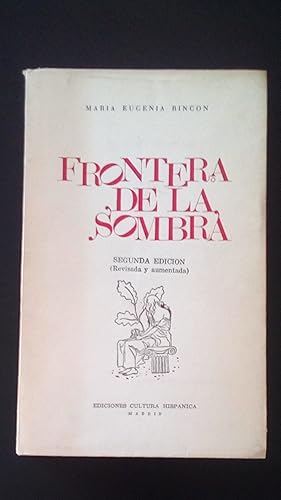 MARIA EUGENIA RINCON
FRONTERA
DE LA
SOMBRA
SEGUNDA EDICION
(Revisada y aumentada)
EDICIONES CULTURA HISPANICA
MADRID